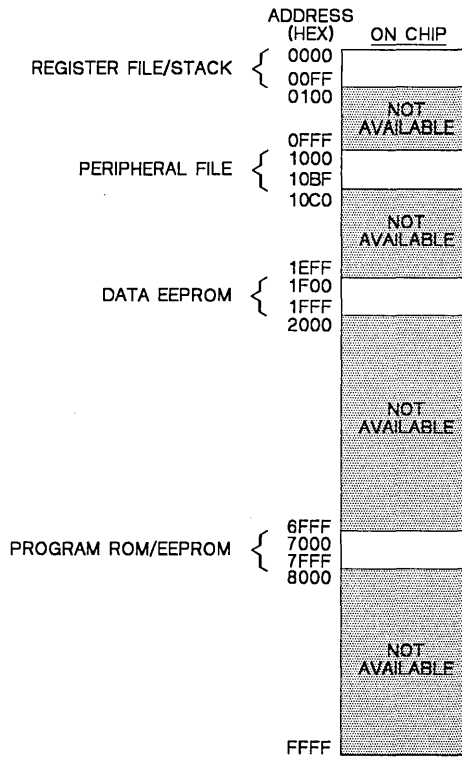 ADDRESS
(HEX) ON CHIP
0000
REGISTER FILE/STACK {
00FF
0100
NOT
AVAILABLE
0FFF
1000
PERIPHERAL FILE {
10BF
10C0
NOT
AVAILABLE
1EFF
1F00
DATA EEPROM {
1FFF
2000
NOT
AVAILABLE
6FFF
7000
PROGRAM ROM/EEPROM {
7FFF
8000
NOT
AVAILABLE
FFFF